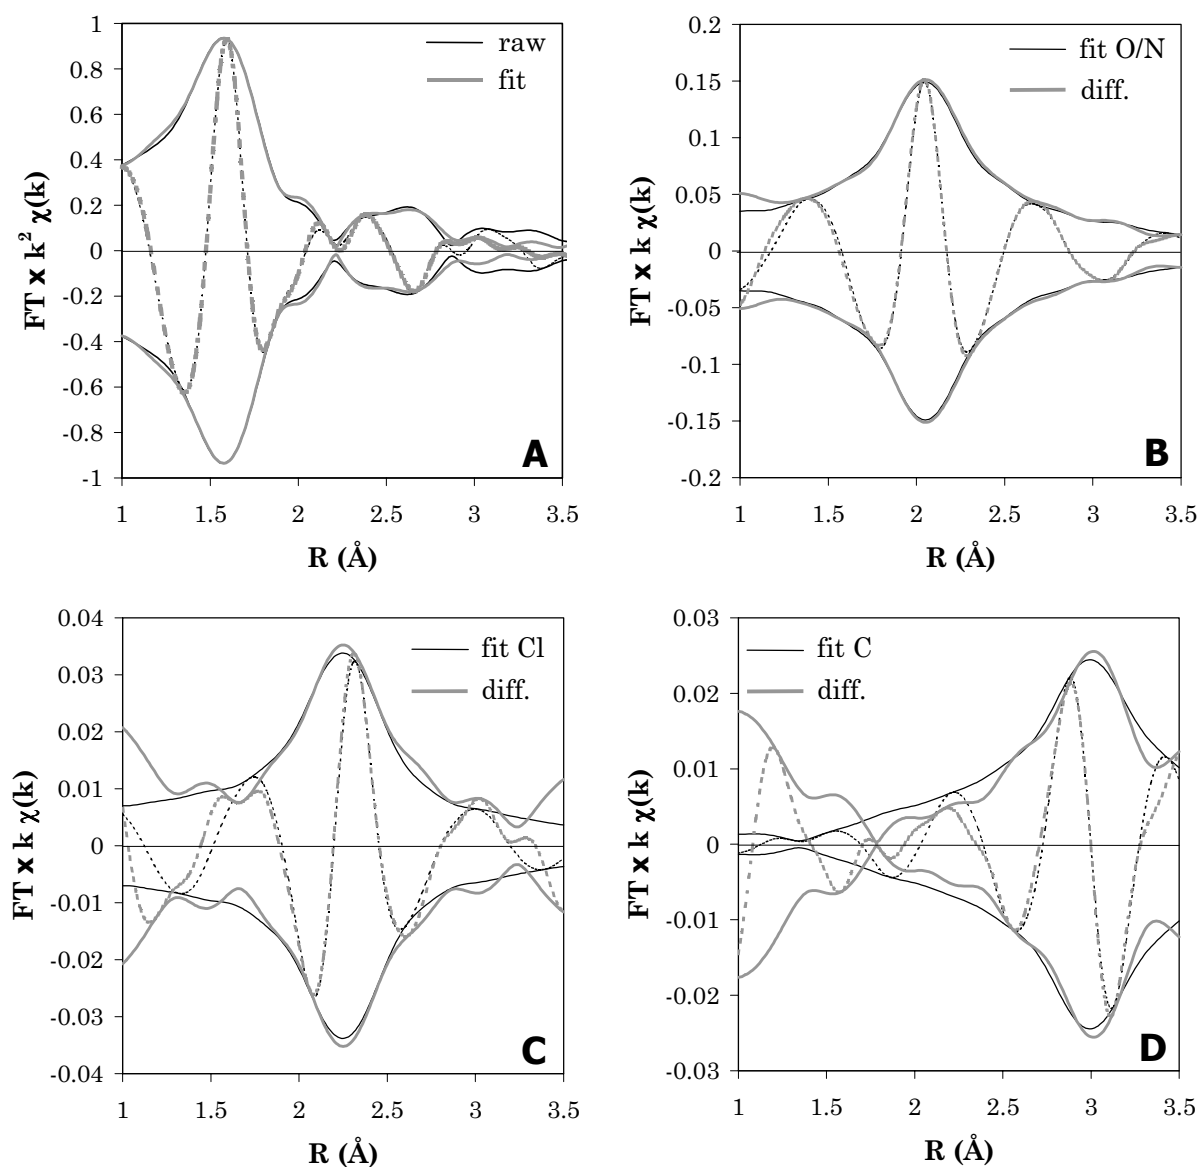 1
0.8
0.6
0.4
0.2
0
-0.2
-0.4
-0.6
-0.8
-1
FT x k² χ(k)
raw
fit
A
1 1.5 2 2.5 3 3.5
R (Å)
0.2
0.15
0.1
0.05
0
-0.05
-0.1
-0.15
-0.2
FT x k χ(k)
fit O/N
diff.
B
1 1.5 2 2.5 3 3.5
R (Å)
0.04
0.03
0.02
0.01
0
-0.01
-0.02
-0.03
-0.04
FT x k χ(k)
fit Cl
diff.
C
1 1.5 2 2.5 3 3.5
R (Å)
0.03
0.02
0.01
0
-0.01
-0.02
-0.03
FT x k χ(k)
fit C
diff.
D
1 1.5 2 2.5 3 3.5
R (Å)